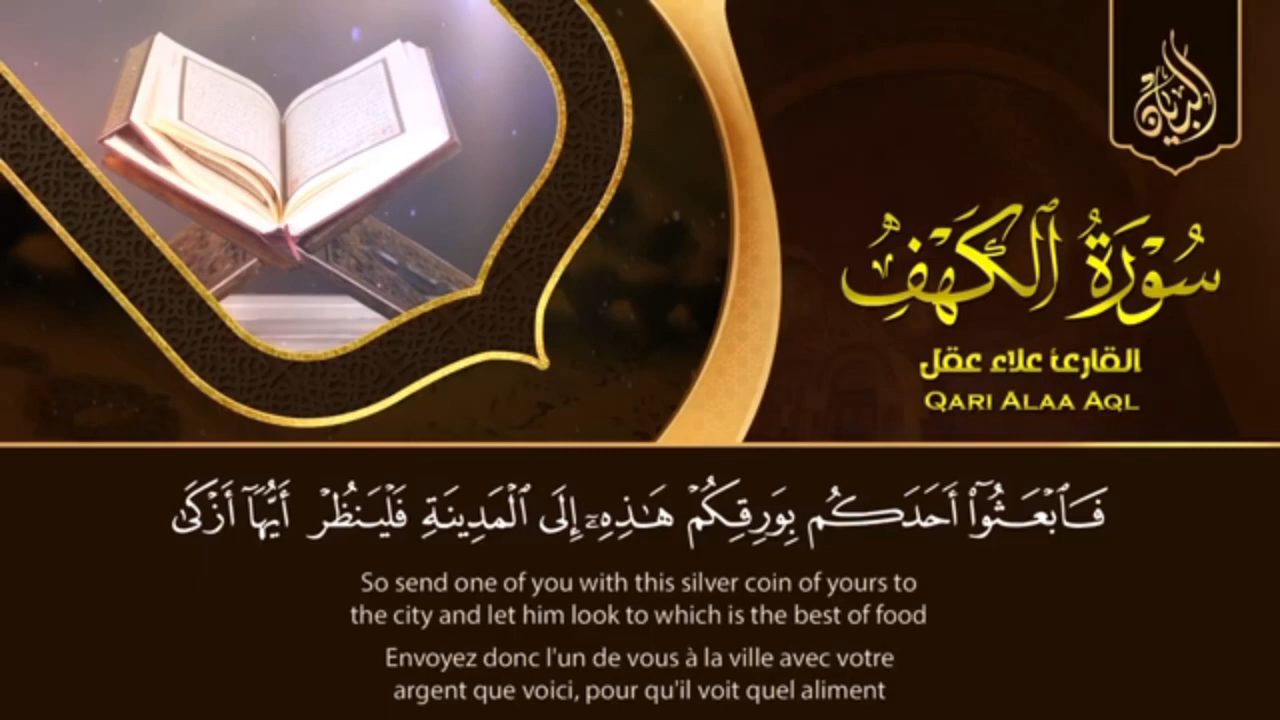 البريان
سُورَةُ ٱلْكَهْفِ
القارئ علاء عقل
QARI ALAA AQL
فَٱبْعَثُوٓا۟ أَحَدَكُم بِوَرِقِكُمْ هَـٰذِهِۦٓ إِلَى ٱلْمَدِينَةِ فَلْيَنظُرْ أَيُّهَآ أَزْكَىٰ
So send one of you with this silver coin of yours to
the city and let him look to which is the best of food
Envoyez donc l'un de vous à la ville avec votre
argent que voici, pour qu'il voit quel aliment